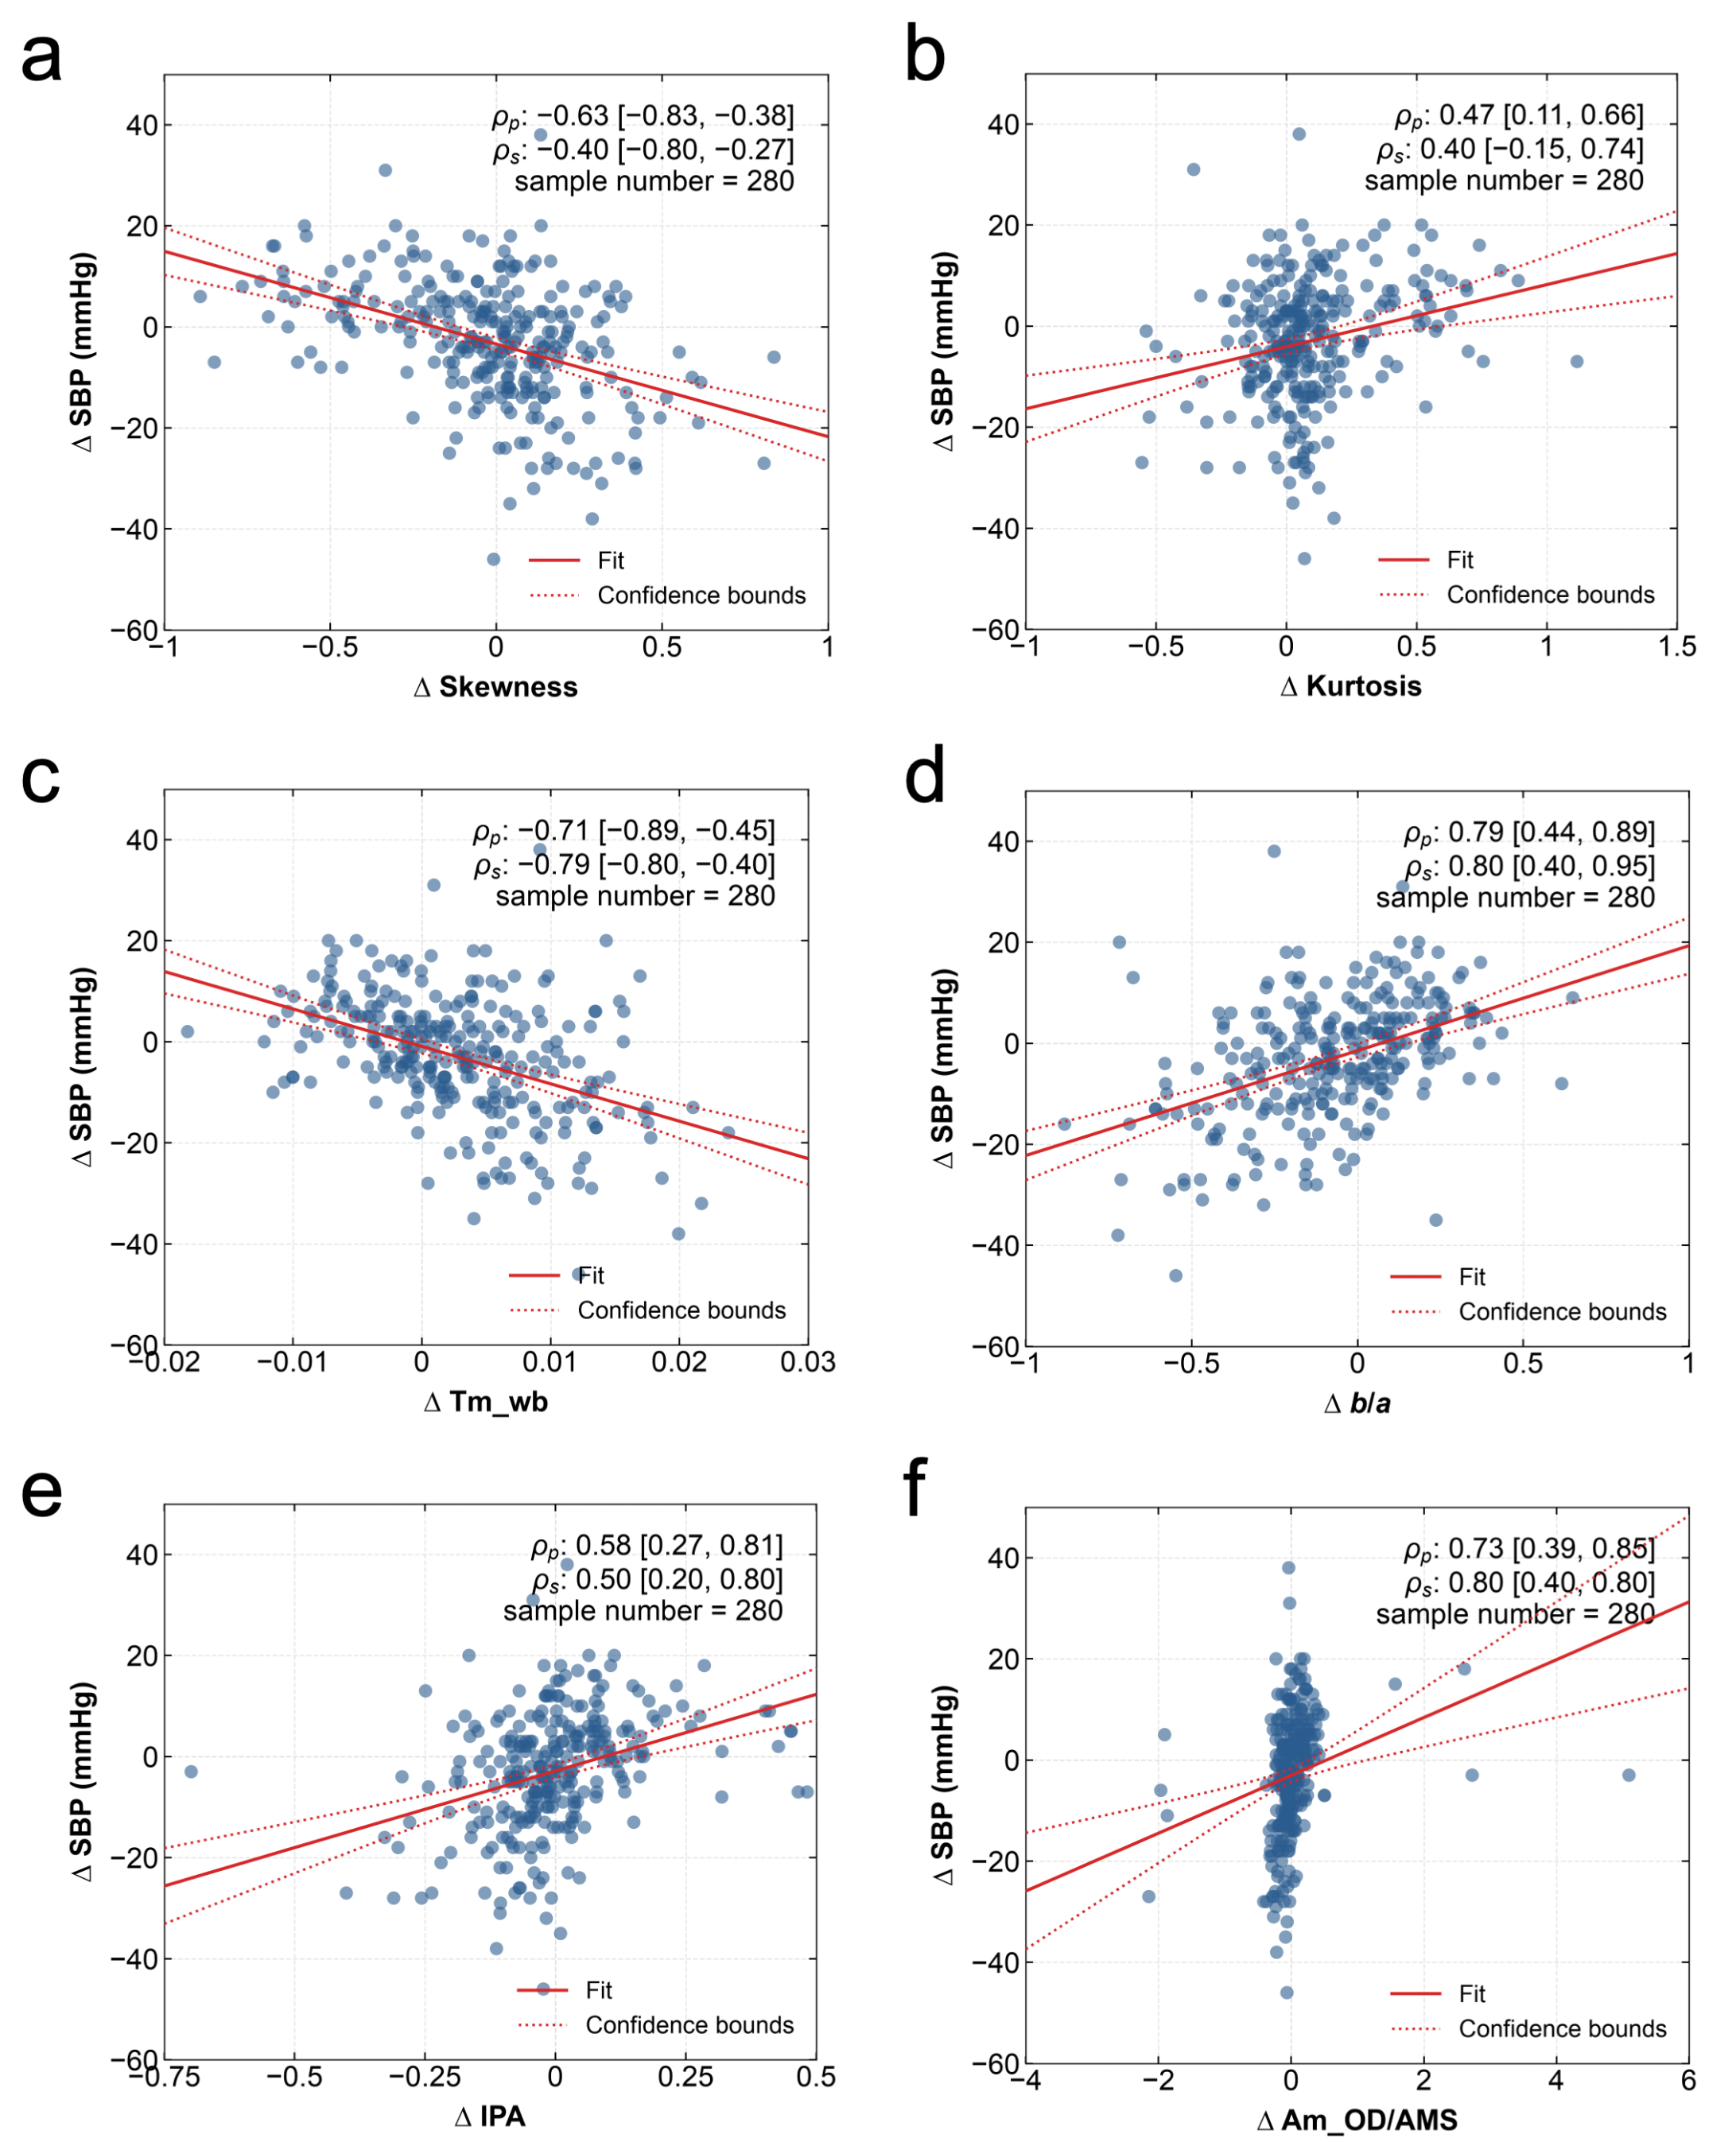 a
ρp: −0.63 [−0.83, −0.38]
ρs: −0.40 [−0.80, −0.27]
sample number = 280
40
20
0
−20
−40
−60
Δ SBP (mmHg)
Fit
Confidence bounds
−1 −0.5 0 0.5 1
Δ Skewness
b
ρp: 0.47 [0.11, 0.66]
ρs: 0.40 [−0.15, 0.74]
sample number = 280
40
20
0
−20
−40
−60
Δ SBP (mmHg)
Fit
Confidence bounds
−1 −0.5 0 0.5 1 1.5
Δ Kurtosis
c
ρp: −0.71 [−0.89, −0.45]
ρs: −0.79 [−0.80, −0.40]
sample number = 280
40
20
0
−20
−40
−60
Δ SBP (mmHg)
Fit
Confidence bounds
−0.02 −0.01 0 0.01 0.02 0.03
Δ Tm_wb
d
ρp: 0.79 [0.44, 0.89]
ρs: 0.80 [0.40, 0.95]
sample number = 280
40
20
0
−20
−40
−60
Δ SBP (mmHg)
Fit
Confidence bounds
−1 −0.5 0 0.5 1
Δ b/a
e
ρp: 0.58 [0.27, 0.81]
ρs: 0.50 [0.20, 0.80]
sample number = 280
40
20
0
−20
−40
−60
Δ SBP (mmHg)
Fit
Confidence bounds
−0.75 −0.5 −0.25 0 0.25 0.5
Δ IPA
f
ρp: 0.73 [0.39, 0.85]
ρs: 0.80 [0.40, 0.80]
sample number = 280
40
20
0
−20
−40
−60
Δ SBP (mmHg)
Fit
Confidence bounds
−4 −2 0 2 4 6
Δ Am_OD/AMS